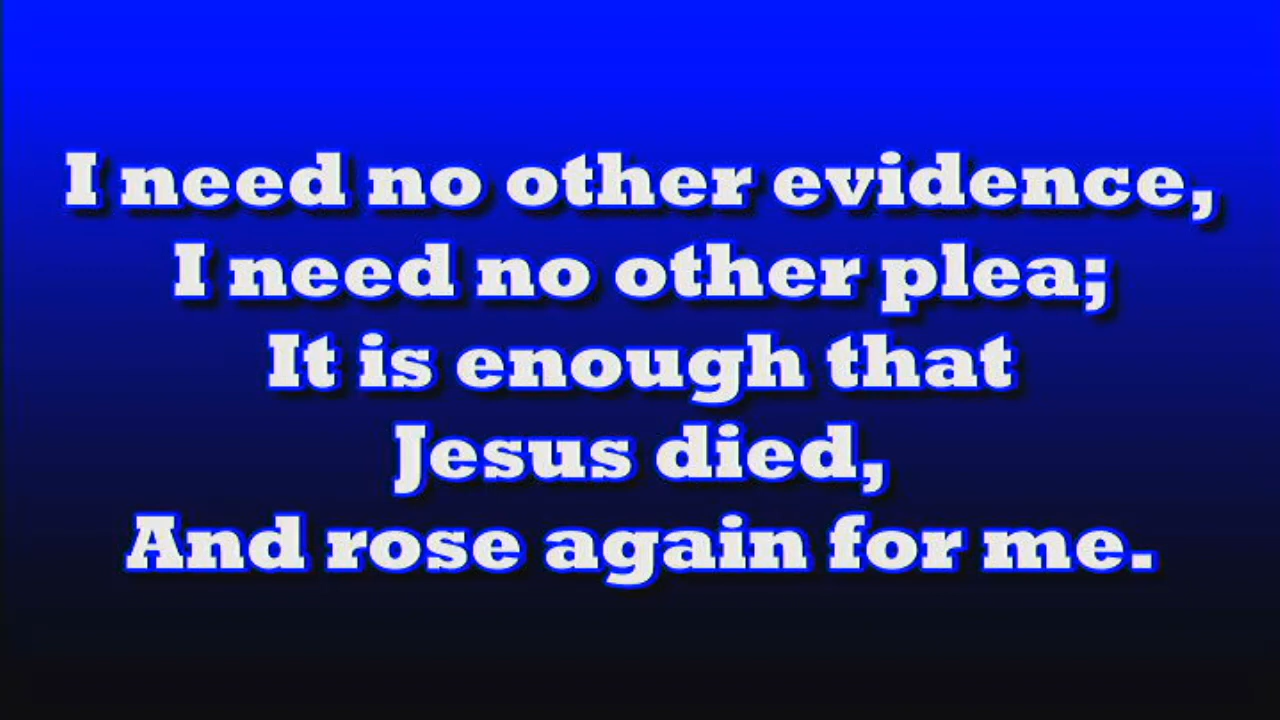 I need no other evidence,
I need no other plea;
It is enough that
Jesus died,
And rose again for me.